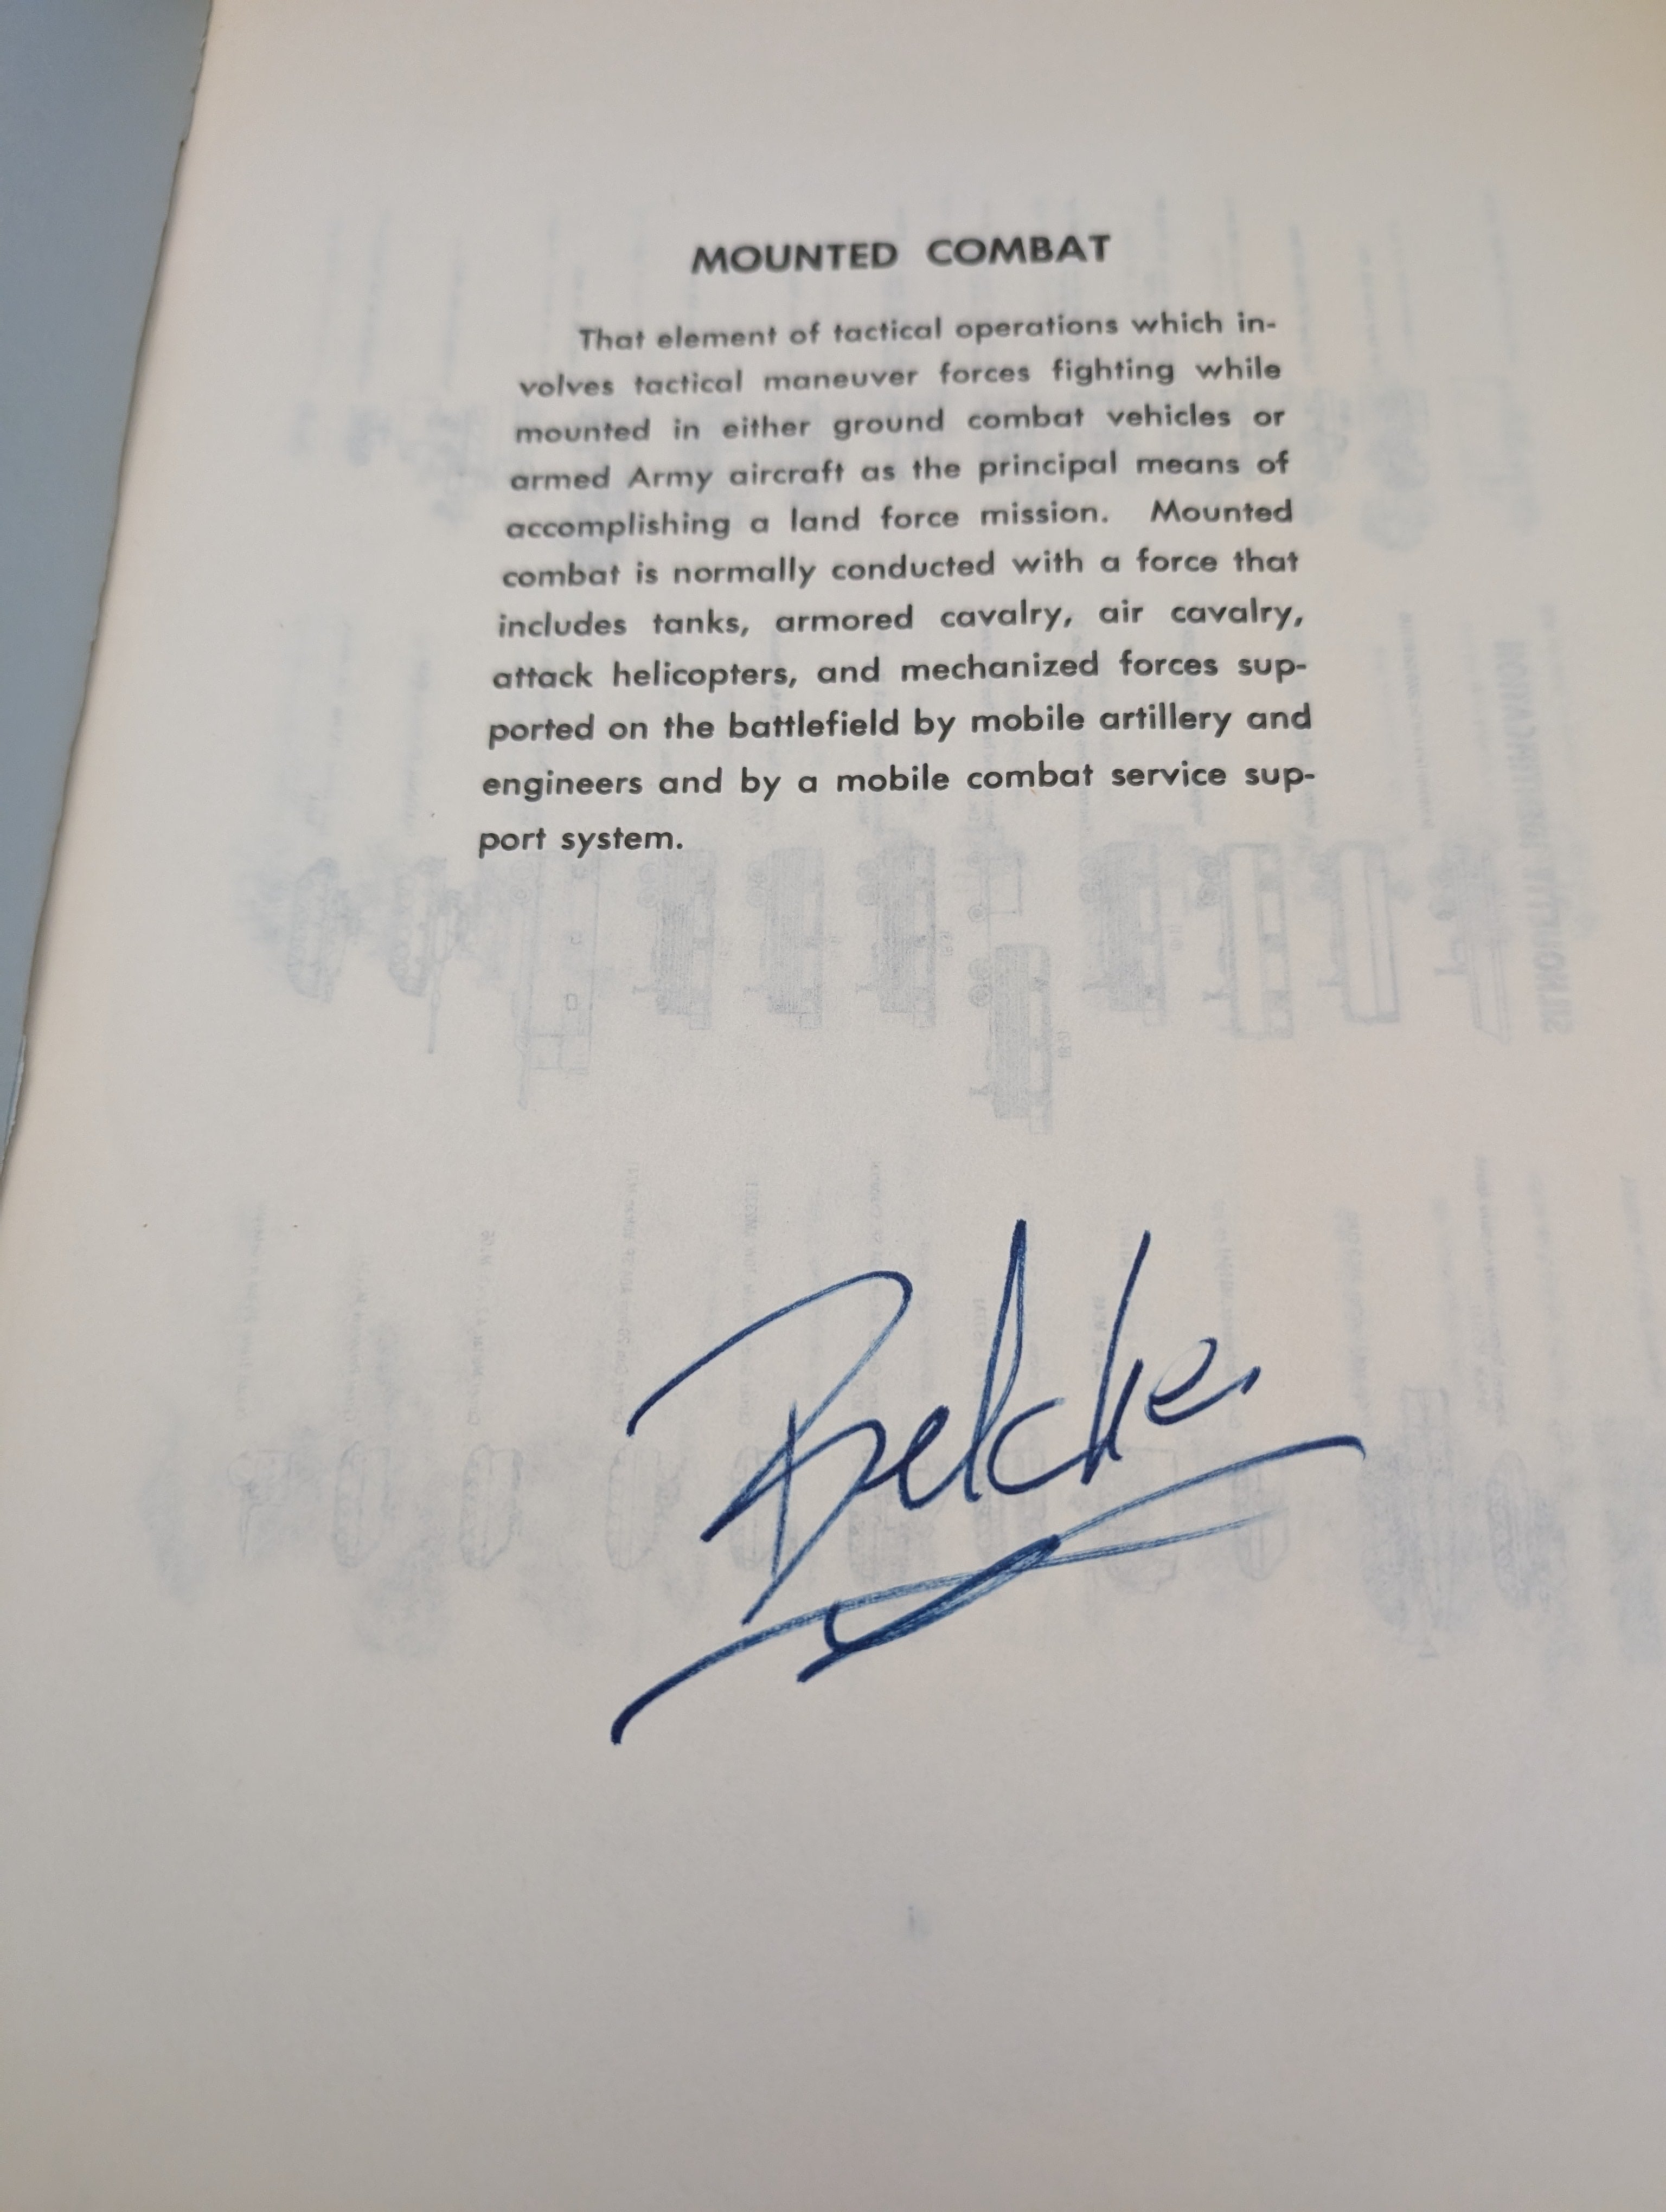 MOUNTED COMBAT
That element of tactical operations which in-
volves tactical maneuver forces fighting while
mounted in either ground combat vehicles or
armed Army aircraft as the principal means of
accomplishing a land force mission. Mounted
combat is normally conducted with a force that
includes tanks, armored cavalry, air cavalry,
attack helicopters, and mechanized forces sup-
ported on the battlefield by mobile artillery and
engineers and by a mobile combat service sup-
port system.
i